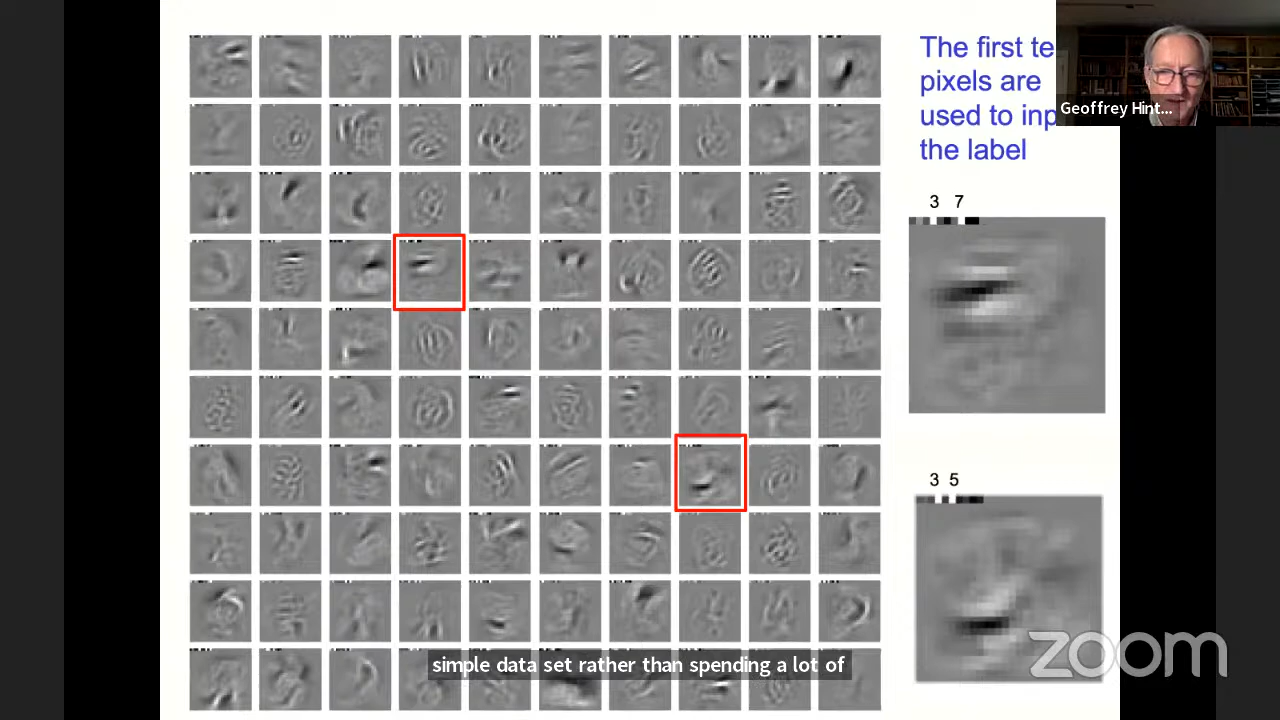 The first te
pixels are
used to inp
the label
Geoffrey Hint...
3 7
3 5
simple data set rather than spending a lot of
zoom